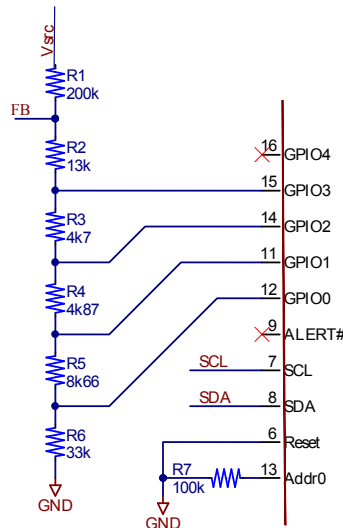 Vsrc
R1
200k
FB
R2
13k
16
GPIO4
15
GPIO3
R3
4k7
14
GPIO2
11
GPIO1
R4
4k87
12
GPIO0
9
ALERT#
R5
8k66
SCL
7
SCL
SDA
8
SDA
R6
33k
6
Reset
R7
100k
13
Addr0
GND
GND